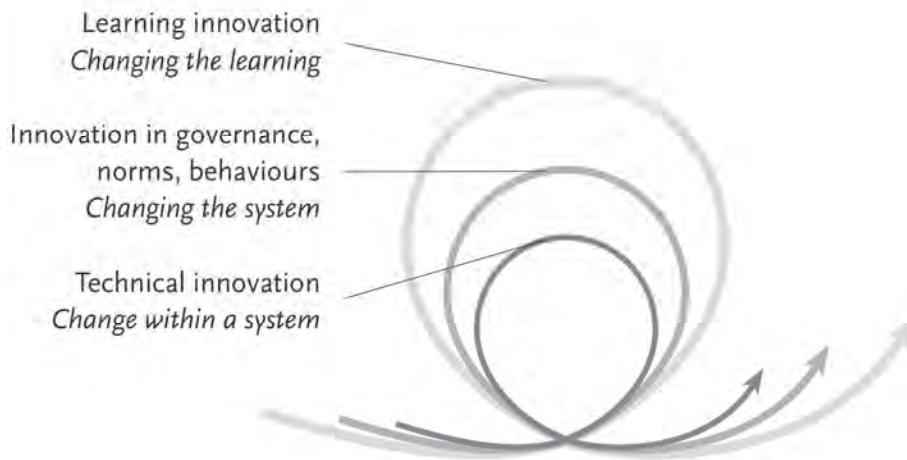 Learning innovation
Changing the learning
Innovation in governance,
norms, behaviours
Changing the system
Technical innovation
Change within a system